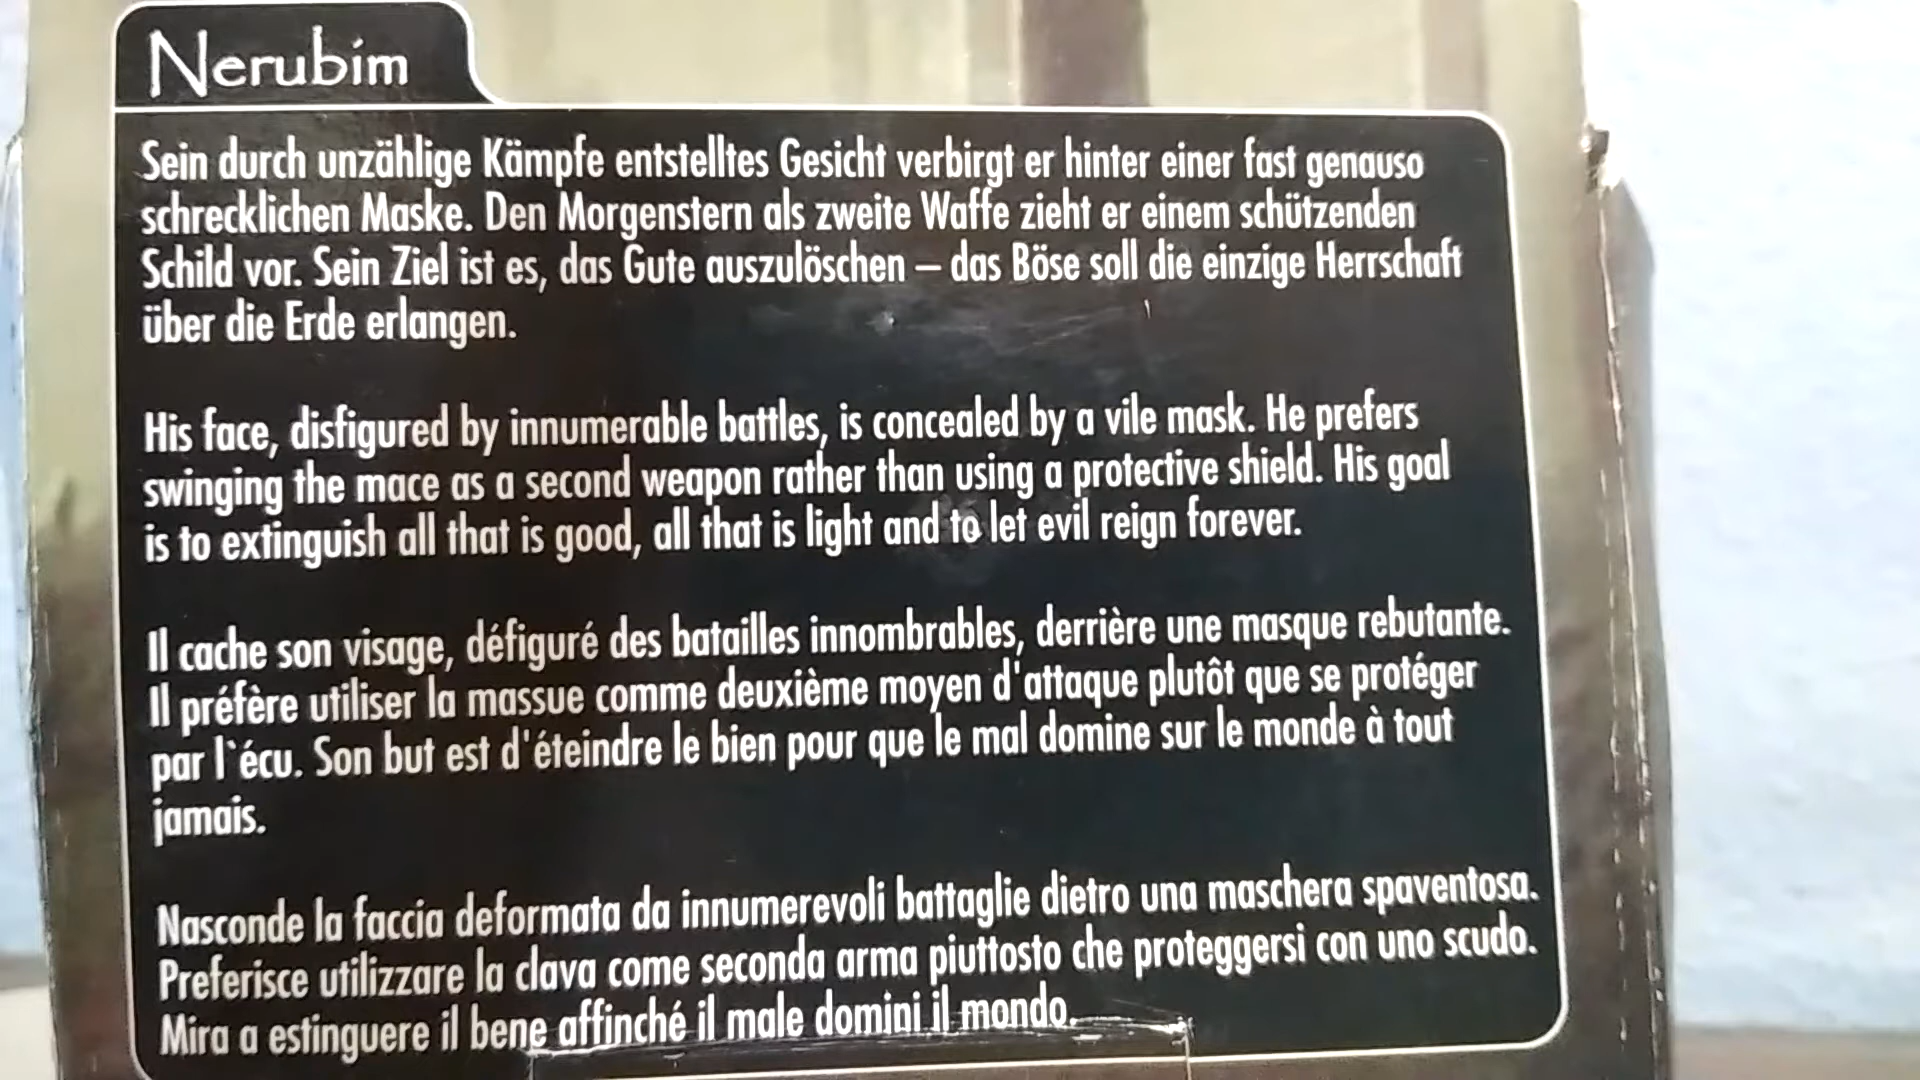 Nerubim
Sein durch unzählige Kämpfe entstelltes Gesicht verbirgt er hinter einer fast genauso
schrecklichen Maske. Den Morgenstern als zweite Waffe zieht er einem schützenden
Schild vor. Sein Ziel ist es, das Gute auszulöschen – das Böse soll die einzige Herrschaft
über die Erde erlangen.
His face, disfigured by innumerable battles, is concealed by a vile mask. He prefers
swinging the mace as a second weapon rather than using a protective shield. His goal
is to extinguish all that is good, all that is light and to let evil reign forever.
Il cache son visage, défiguré des batailles innombrables, derrière une masque rebutante.
Il préfère utiliser la massue comme deuxième moyen d'attaque plutôt que se protéger
par l`écu. Son but est d'éteindre le bien pour que le mal domine sur le monde à tout
jamais.
Nasconde la faccia deformata da innumerevoli battaglie dietro una maschera spaventosa.
Preferisce utilizzare la clava come seconda arma piuttosto che proteggersi con uno scudo.
Mira a estinguere il bene affinché il male domini il mondo.